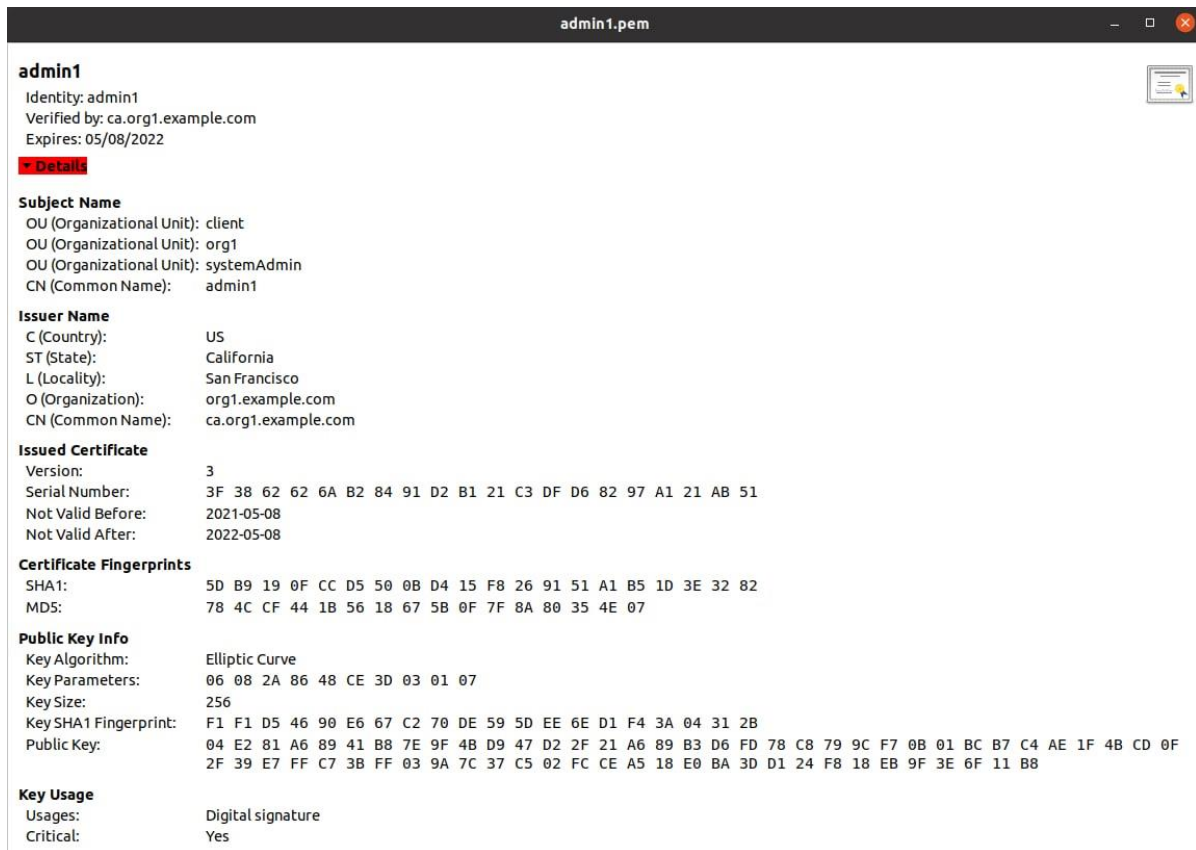 admin1.pem
admin1
Identity: admin1
Verified by: ca.org1.example.com
Expires: 05/08/2022
Details
Subject Name
OU (Organizational Unit): client
OU (Organizational Unit): org1
OU (Organizational Unit): systemAdmin
CN (Common Name): admin1
Issuer Name
C (Country): US
ST (State): California
L (Locality): San Francisco
O (Organization): org1.example.com
CN (Common Name): ca.org1.example.com
Issued Certificate
Version: 3
Serial Number: 3F 38 62 62 6A B2 84 91 D2 B1 21 C3 DF D6 82 97 A1 21 AB 51
Not Valid Before: 2021-05-08
Not Valid After: 2022-05-08
Certificate Fingerprints
SHA1: 5D B9 19 0F CC D5 50 0B D4 15 F8 26 91 51 A1 B5 1D 3E 32 82
MD5: 78 4C CF 44 1B 56 18 67 5B 0F 7F 8A 80 35 4E 07
Public Key Info
Key Algorithm: Elliptic Curve
Key Parameters: 06 08 2A 86 48 CE 3D 03 01 07
Key Size: 256
Key SHA1 Fingerprint: F1 F1 D5 46 90 E6 67 C2 70 DE 59 5D EE 6E D1 F4 3A 04 31 2B
Public Key: 04 E2 81 A6 89 41 B8 7E 9F 4B D9 47 D2 2F 21 A6 89 B3 D6 FD 78 C8 79 9C F7 0B 01 BC B7 C4 AE 1F 4B CD 0F
2F 39 E7 FF C7 3B FF 03 9A 7C 37 C5 02 FC CE A5 18 E0 BA 3D D1 24 F8 18 EB 9F 3E 6F 11 B8
Key Usage
Usages: Digital signature
Critical: Yes